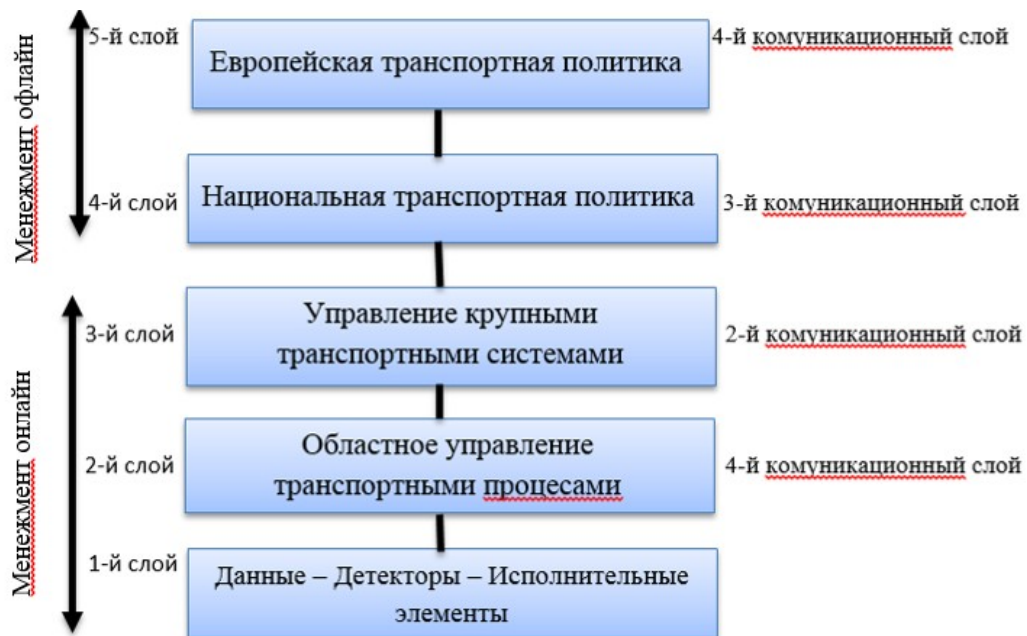 5-й слой
Европейская транспортная политика
4-й комуникационный слой
Менежмент офлайн
4-й слой
Национальная транспортная политика
3-й комуникационный слой
3-й слой
Управление крупными
транспортными системами
2-й комуникационный слой
Менежмент онлайн
2-й слой
Областное управление
транспортными процесами
4-й комуникационный слой
1-й слой
Данные – Детекторы – Исполнительные
элементы